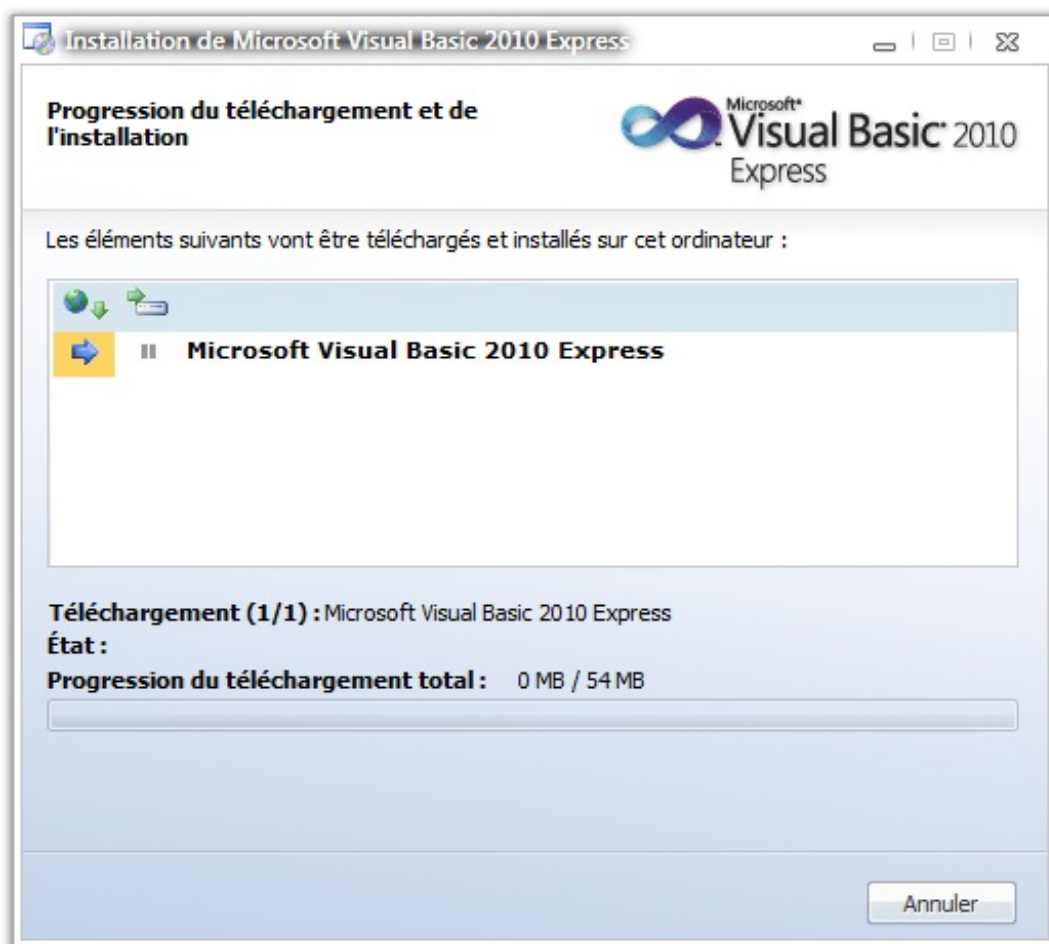 Installation de Microsoft Visual Basic 2010 Express
Progression du téléchargement et de
l'installation
Microsoft®
Visual Basic® 2010
Express
Les éléments suivants vont être téléchargés et installés sur cet ordinateur :
Microsoft Visual Basic 2010 Express
Téléchargement (1/1) : Microsoft Visual Basic 2010 Express
État :
Progression du téléchargement total : 0 MB / 54 MB
Annuler